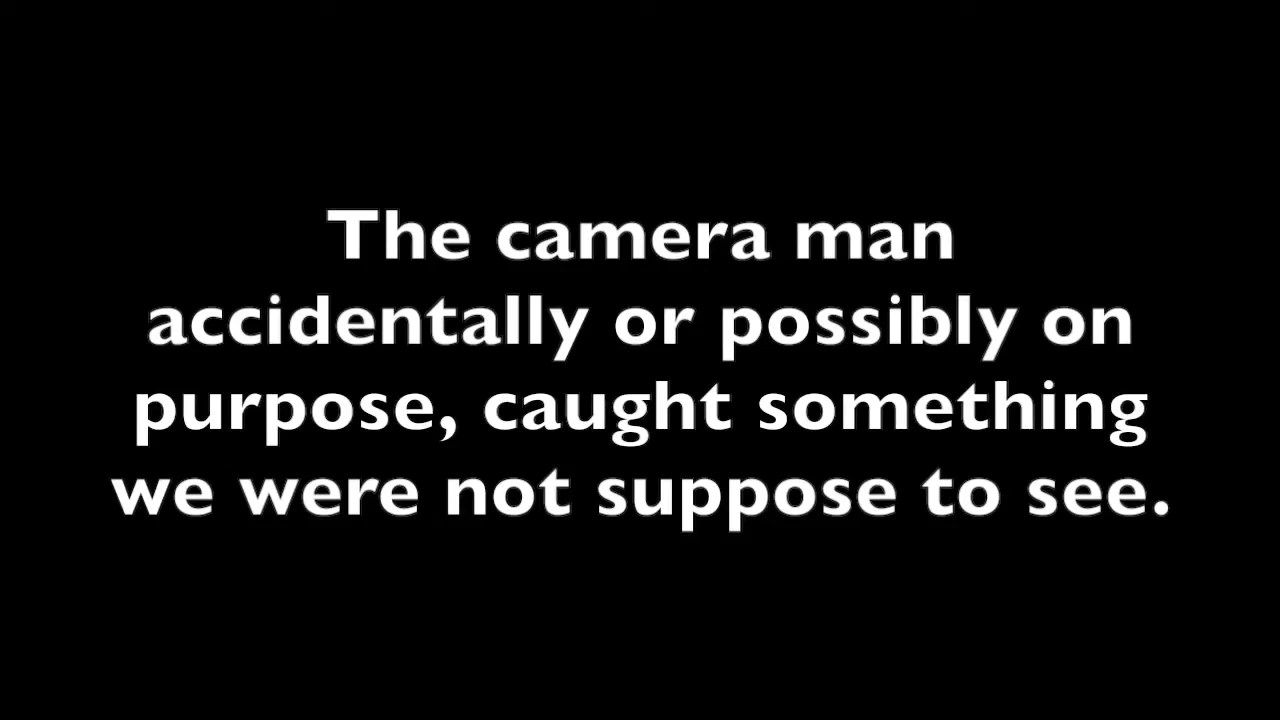 The camera man
accidentally or possibly on
purpose, caught something
we were not suppose to see.